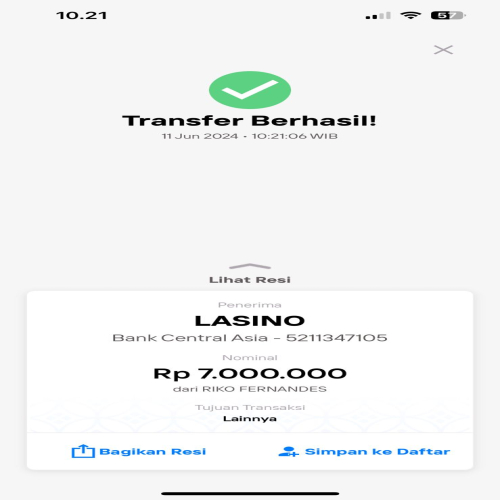 10.21
57
Transfer Berhasil!
11 Jun 2024 • 10:21:06 WIB
Lihat Resi
Penerima
LASINO
Bank Central Asia - 5211347105
Nominal
Rp 7.000.000
dari RIKO FERNANDES
Tujuan Transaksi
Lainnya
Bagikan Resi
Simpan ke Daftar